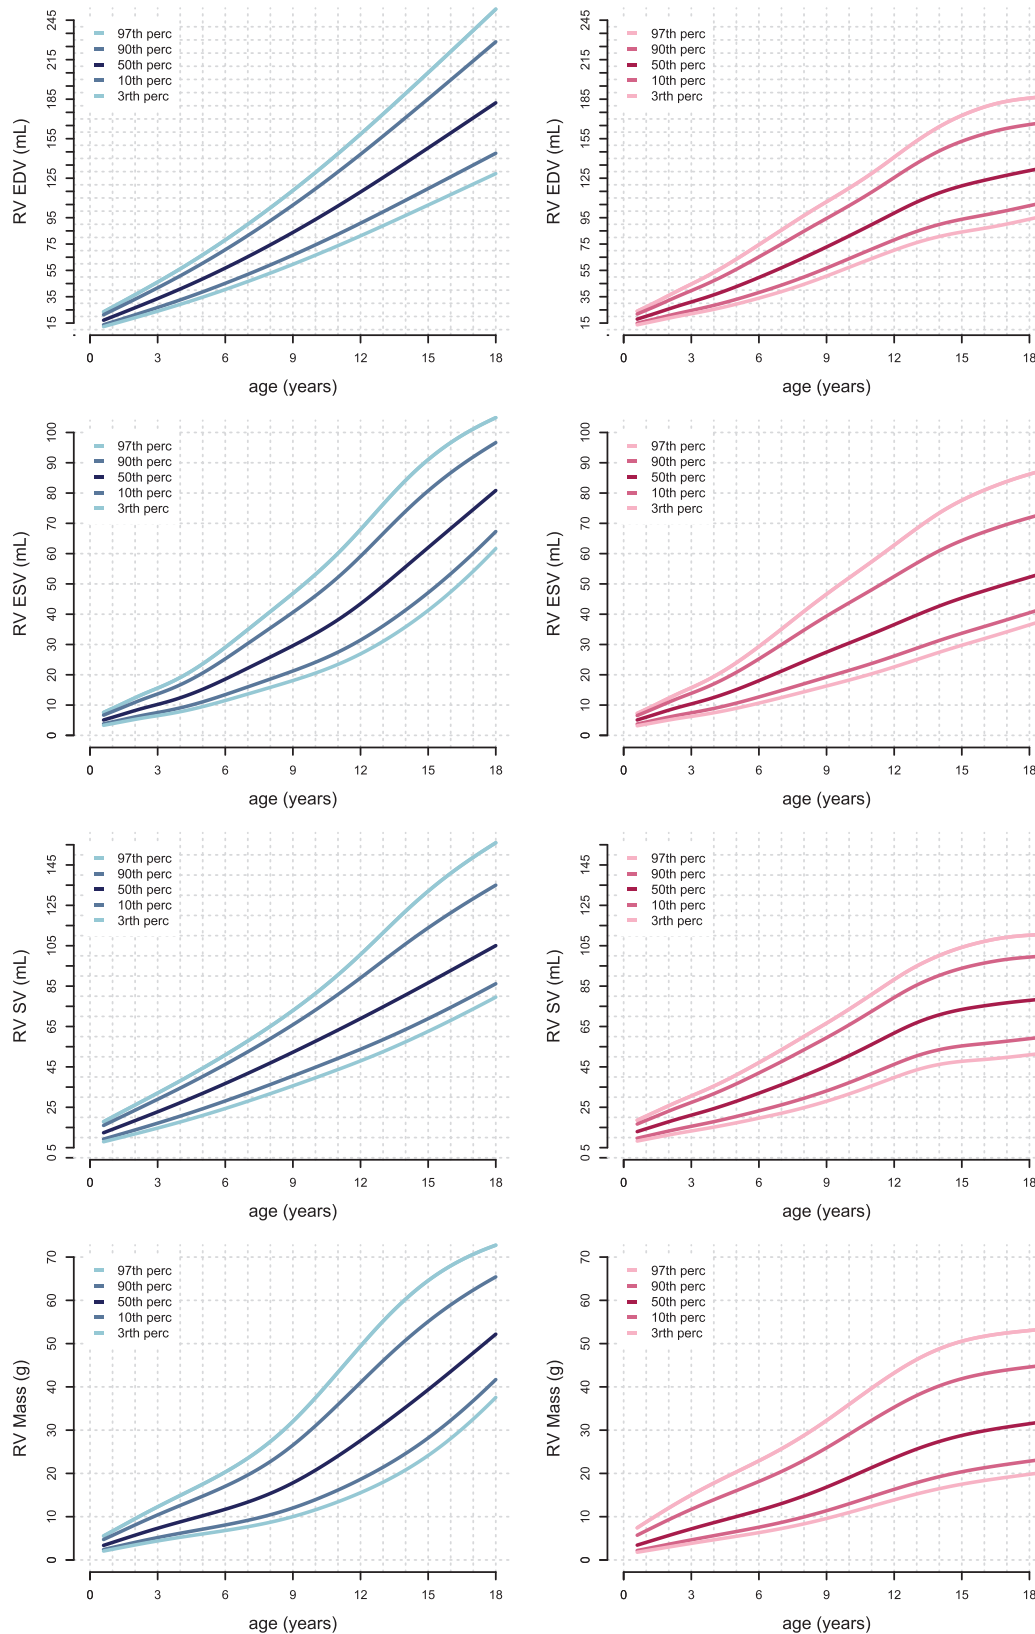 97th perc
90th perc
50th perc
10th perc
3rth perc
RV EDV (mL)
245
215
185
155
125
95
75
55
35
15
0 3 6 9 12 15 18
age (years)
97th perc
90th perc
50th perc
10th perc
3rth perc
RV EDV (mL)
245
215
185
155
125
95
75
55
35
15
0 3 6 9 12 15 18
age (years)
97th perc
90th perc
50th perc
10th perc
3rth perc
RV ESV (mL)
100
90
80
70
60
50
40
30
20
10
0
0 3 6 9 12 15 18
age (years)
97th perc
90th perc
50th perc
10th perc
3rth perc
RV ESV (mL)
100
90
80
70
60
50
40
30
20
10
0
0 3 6 9 12 15 18
age (years)
97th perc
90th perc
50th perc
10th perc
3rth perc
RV SV (mL)
145
125
105
85
65
45
25
0 5
0 3 6 9 12 15 18
age (years)
97th perc
90th perc
50th perc
10th perc
3rth perc
RV SV (mL)
145
125
105
85
65
45
25
0 5
0 3 6 9 12 15 18
age (years)
97th perc
90th perc
50th perc
10th perc
3rth perc
RV Mass (g)
70
60
50
40
30
20
10
0
0 3 6 9 12 15 18
age (years)
97th perc
90th perc
50th perc
10th perc
3rth perc
RV Mass (g)
70
60
50
40
30
20
10
0
0 3 6 9 12 15 18
age (years)